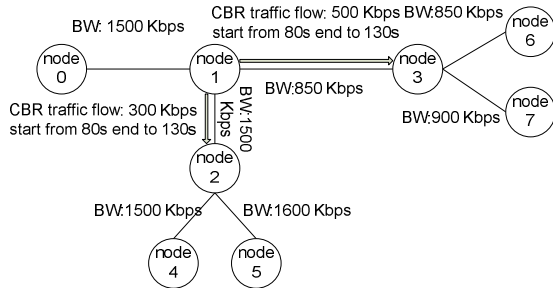 CBR traffic flow: 500 Kbps BW:850 Kbps
start from 80s end to 130s
BW: 1500 Kbps
node
6
node
0
node
1
node
3
BW:850 Kbps
CBR traffic flow: 300 Kbps
start from 80s end to 130s
BW:1500
Kbps
BW:900 Kbps
node
7
node
2
BW:1500 Kbps
BW:1600 Kbps
node
4
node
5